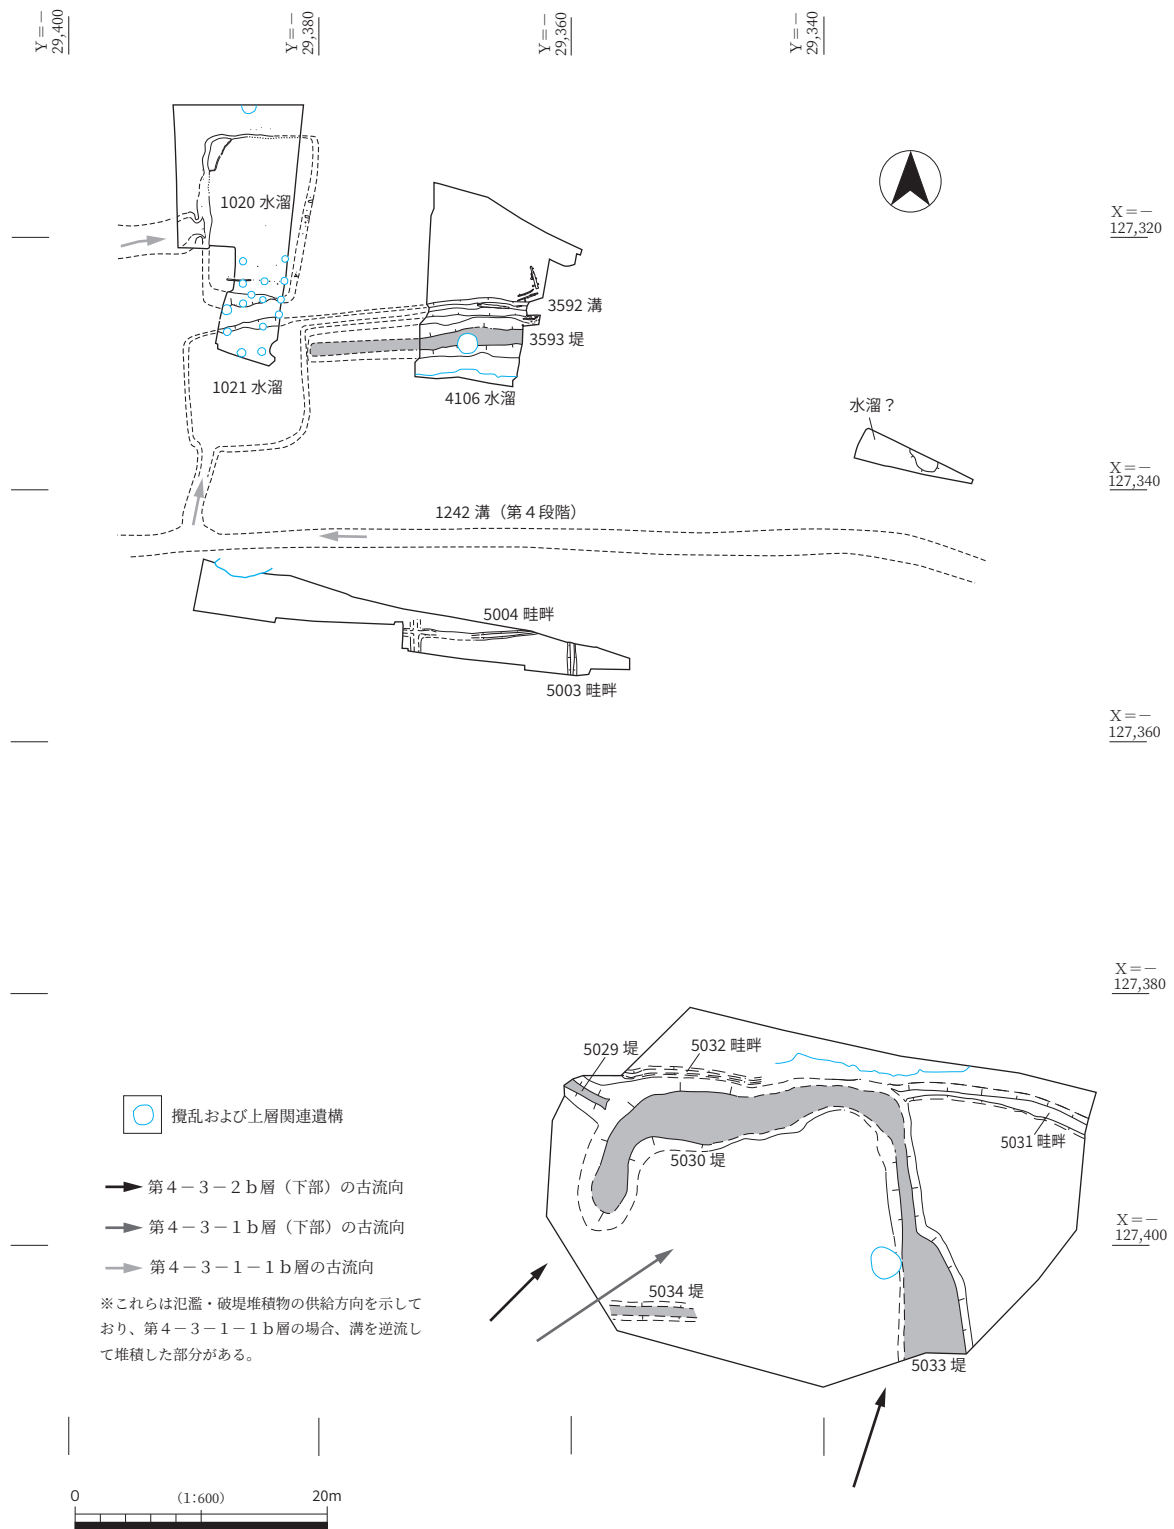 Y=−
29,400
Y=−
29,380
Y=−
29,360
Y=−
29,340
1020 水溜
X=−
127,320
3592 溝
3593 堤
1021 水溜
4106 水溜
水溜？
X=−
127,340
1242 溝（第４段階）
5004 畦畔
5003 畦畔
X=−
127,360
X=−
127,380
5029 堤
5032 畦畔
攪乱および上層関連遺構
5031 畦畔
5030 堤
第４−３−２ｂ層（下部）の古流向
第４−３−１ｂ層（下部）の古流向
X=−
127,400
第４−３−１−１ｂ層の古流向
5034 堤
※これらは氾濫・破堤堆積物の供給方向を示して
おり、第４−３−１−１ｂ層の場合、溝を逆流し
て堆積した部分がある。
5033 堤
0
（1:600）
20m